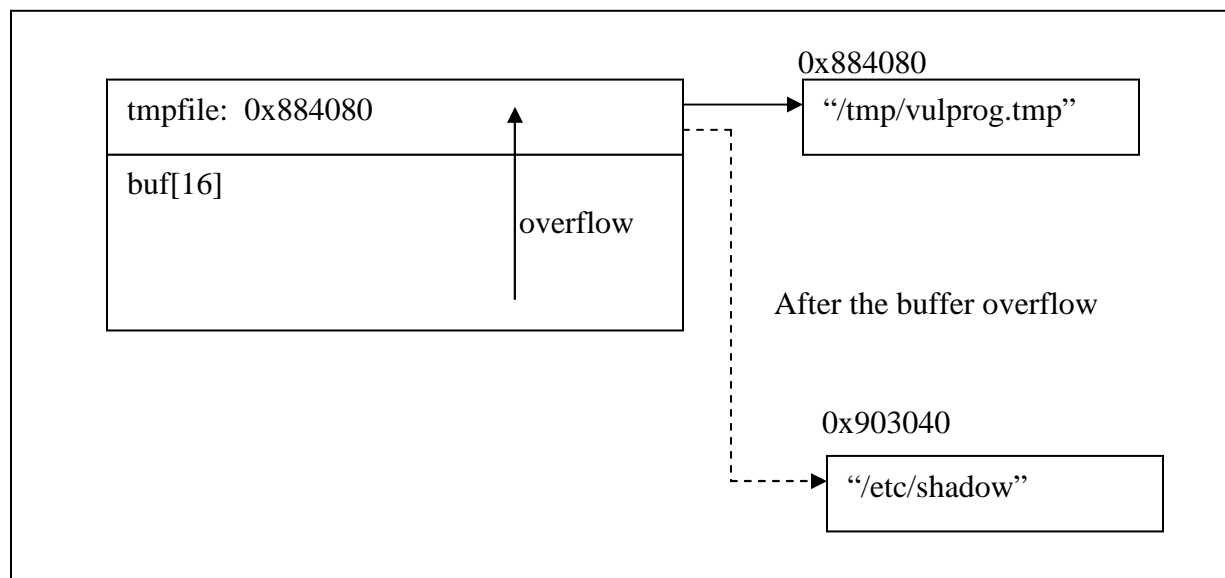 0x884080
tmpfile: 0x884080
“/tmp/vulprog.tmp”
buf[16]
overflow
After the buffer overflow
0x903040
“/etc/shadow”